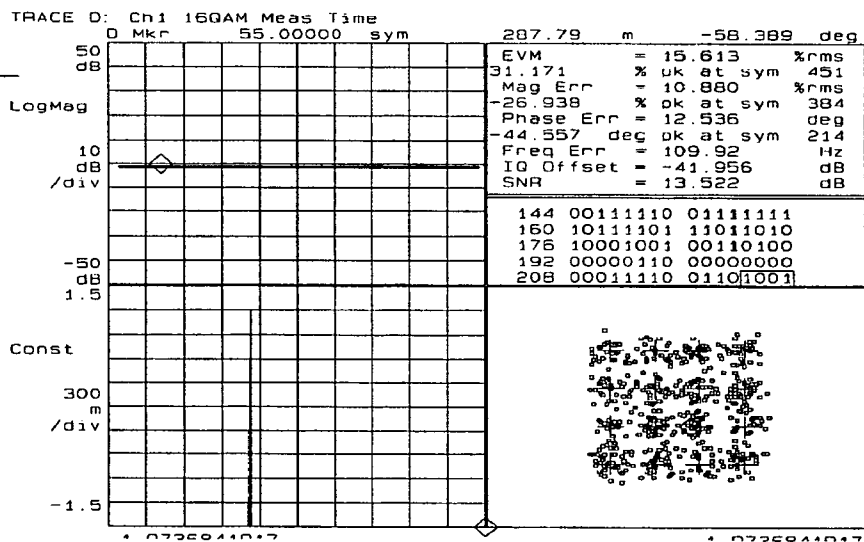 TRACE D: Ch1 16QAM Meas Time
D Mkr 55.00000 sym 287.79 m -58.389 deg
50
dB
LogMag
10
dB
/div
-50
dB
EVM = 15.613 %rms
31.171 % pk at sym 451
Mag Err = 10.880 %rms
-26.938 % pk at sym 384
Phase Err = 12.536 deg
-44.557 deg pk at sym 214
Freq Err = 109.92 Hz
IQ Offset = -41.956 dB
SNR = 13.522 dB
144 00111110 01111111
160 10111101 11011010
176 10001001 00110100
192 00000110 00000000
208 00011110 01101001
1.5
Const
300
m
/div
-1.5